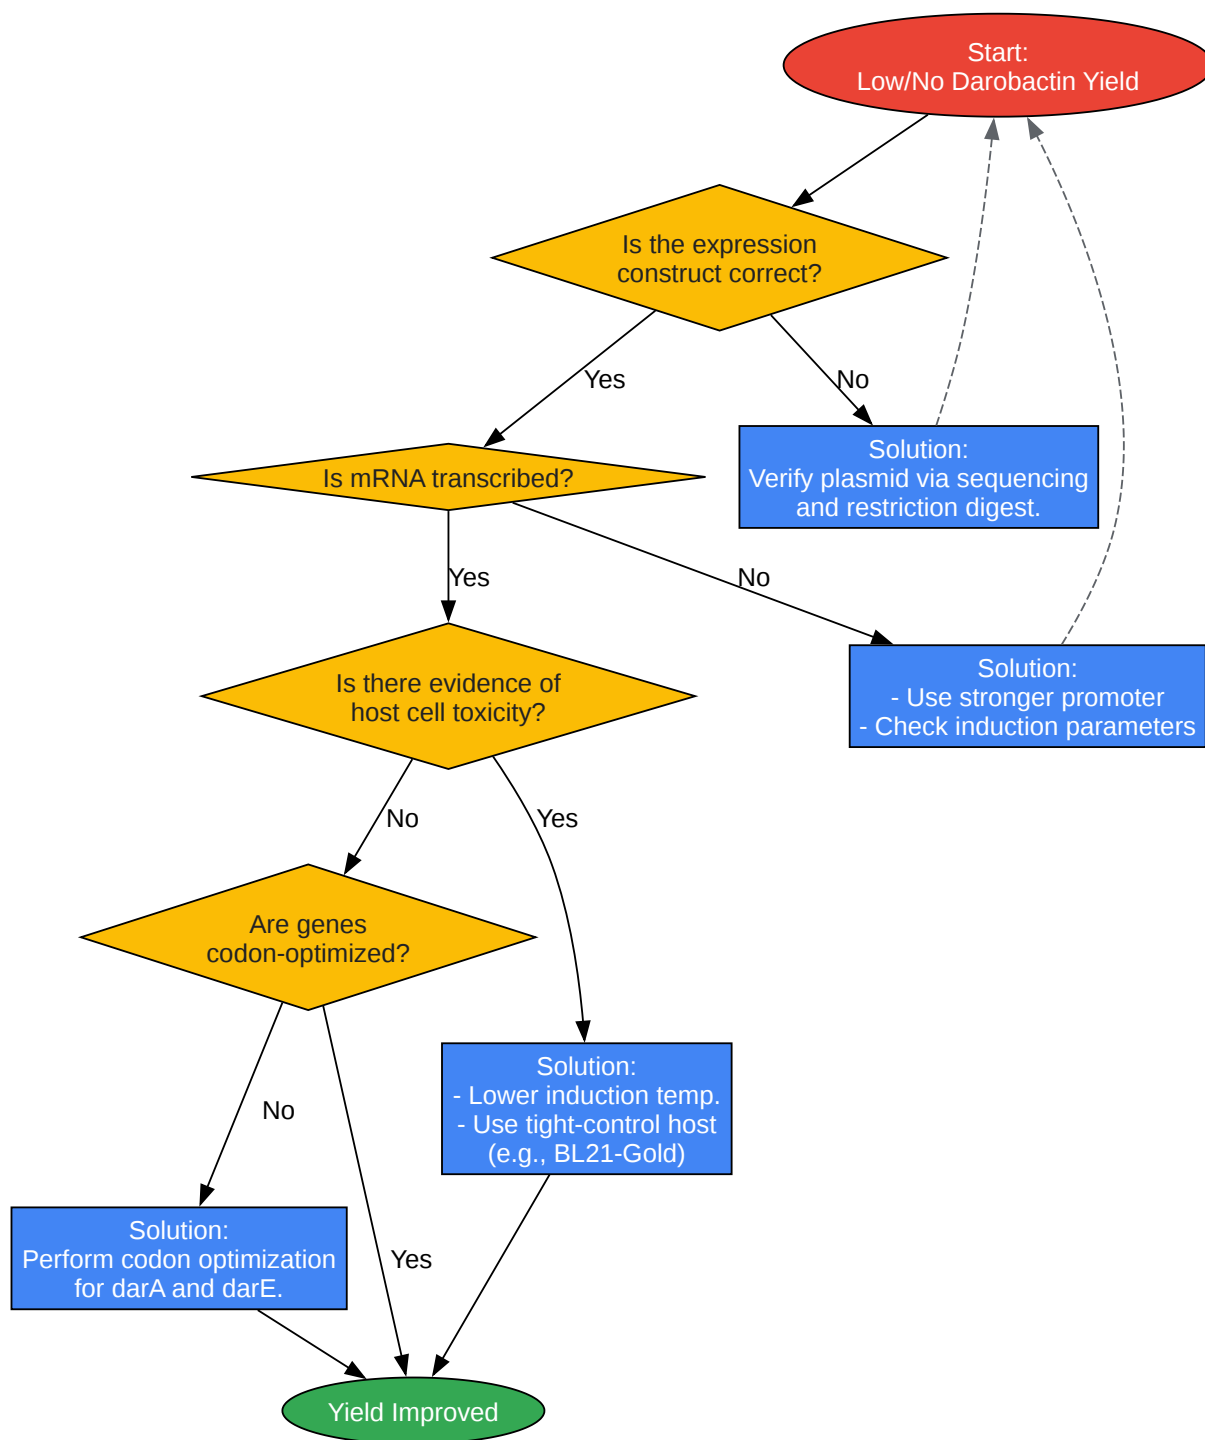 Start:
Low/No Darobactin Yield
Is the expression
construct correct?
Yes
No
Solution:
Verify plasmid via sequencing
and restriction digest.
Is mRNA transcribed?
Yes
No
Solution:
- Use stronger promoter
- Check induction parameters
Is there evidence of
host cell toxicity?
No
Yes
Are genes
codon-optimized?
Solution:
- Lower induction temp.
- Use tight-control host
(e.g., BL21-Gold)
No
Yes
Solution:
Perform codon optimization
for darA and darE.
Yield Improved